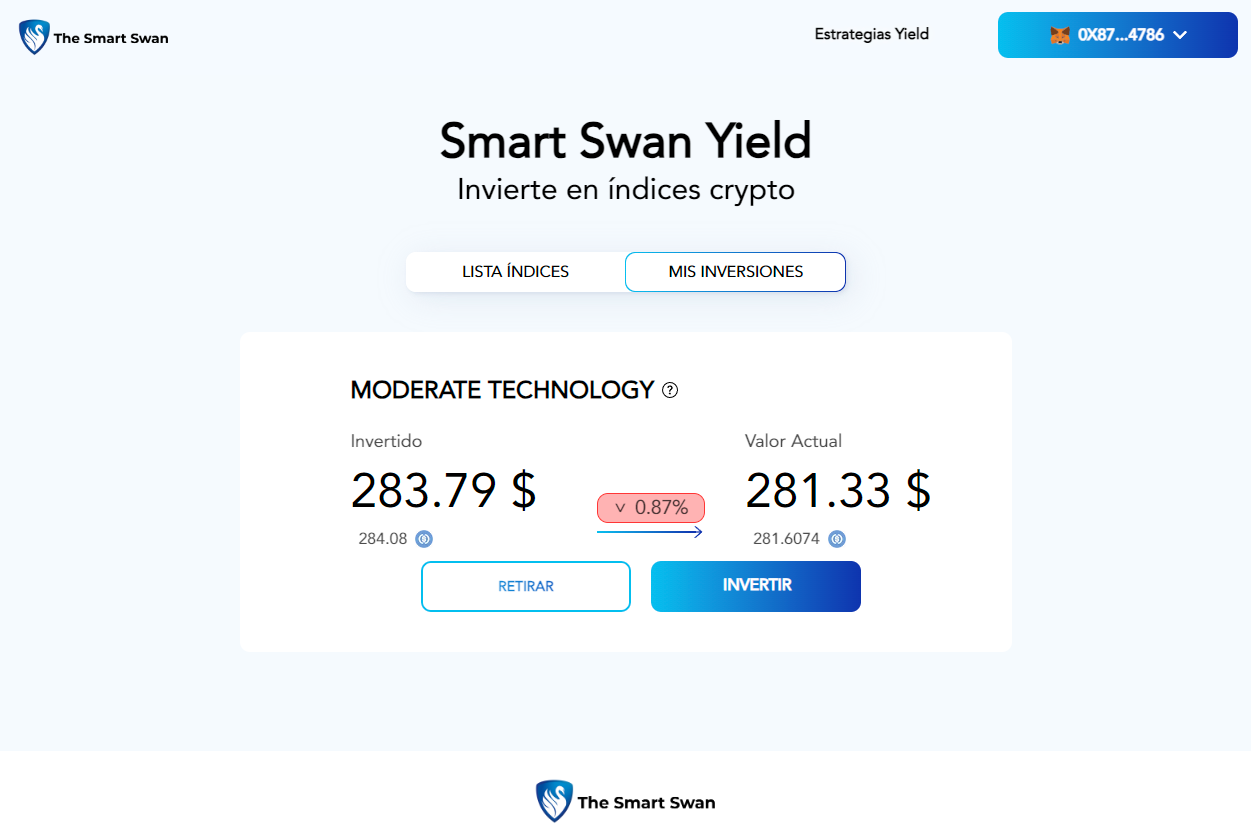 The Smart Swan
Estrategias Yield
0X87...4786
Smart Swan Yield
Invierte en índices crypto
LISTA ÍNDICES
MIS INVERSIONES
MODERATE TECHNOLOGY ?
Invertido
Valor Actual
283.79 $
0.87%
281.33 $
284.08
281.6074
RETIRAR
INVERTIR
The Smart Swan